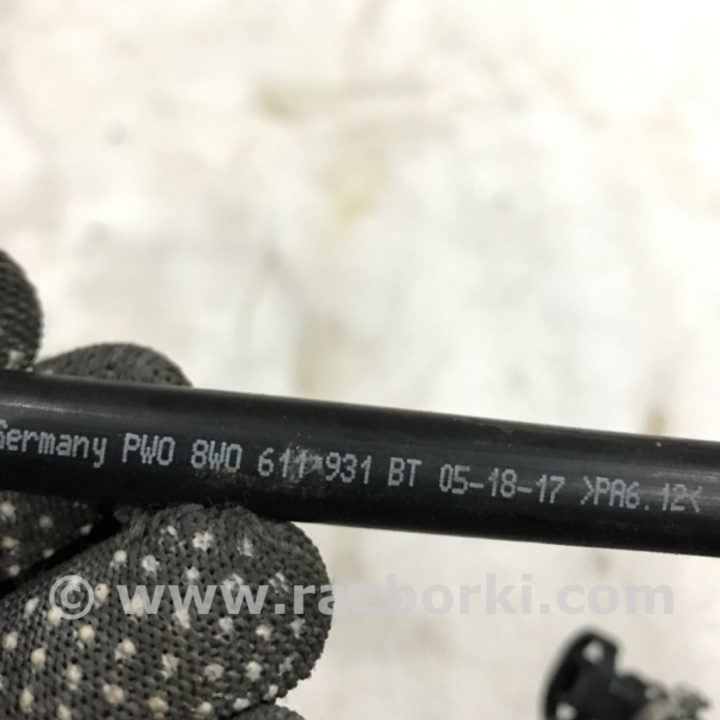 Germany PWO 8W0 611 931 BT 05-18-17 >PA6.12<
© www.razborki.com